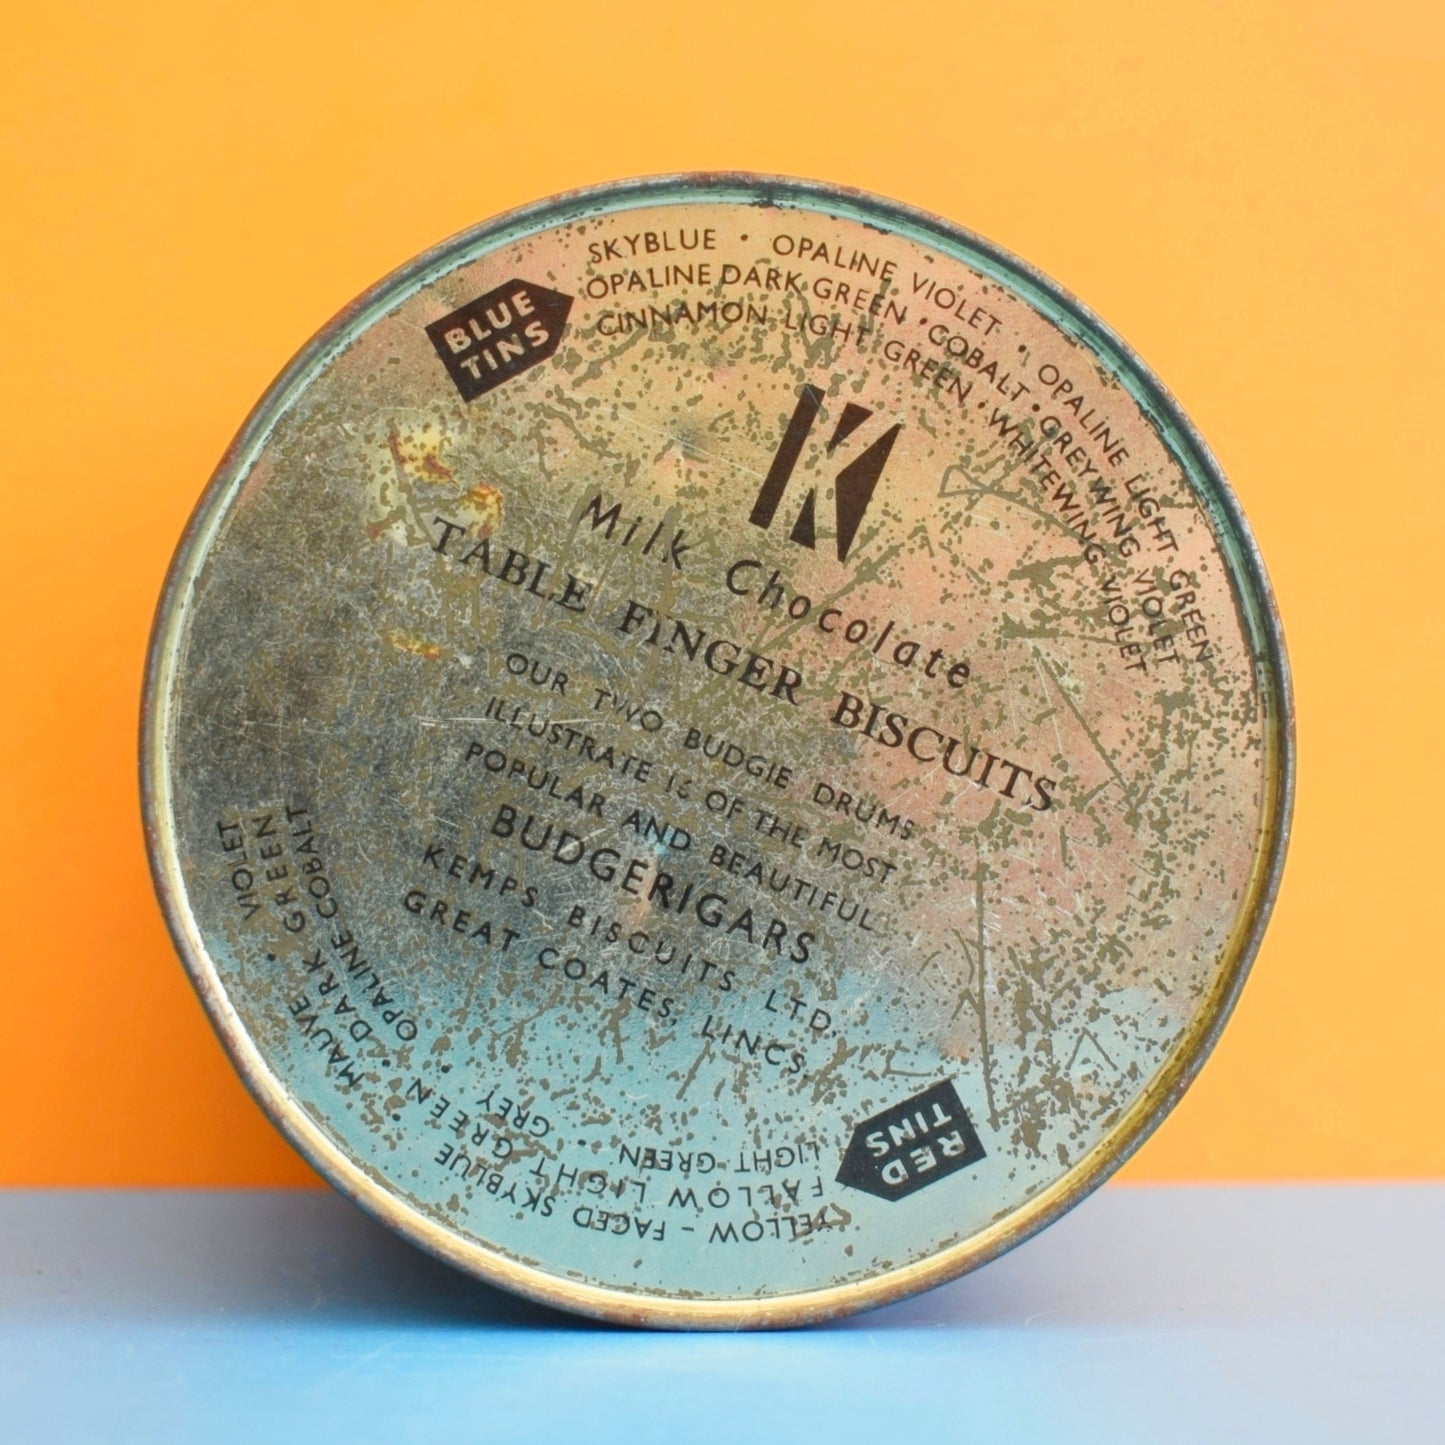 BLUE
TINS
SKYBLUE · OPALINE VIOLET · OPALINE LIGHT GREEN
OPALINE DARK GREEN · COBALT · GREYWING VIOLET
CINNAMON LIGHT GREEN · WHITEWING VIOLET
K
Milk Chocolate
TABLE FINGER BISCUITS
OUR TWO BUDGIE DRUMS
ILLUSTRATE 16 OF THE MOST
POPULAR AND BEAUTIFUL
BUDGERIGARS
KEMPS BISCUITS LTD.
GREAT COATES, LINCS.
RED
TINS
YELLOW - FACED SKYBLUE · MAUVE · VIOLET
FALLOW LIGHT GREEN · DARK GREEN
LIGHT GREEN · GREY · OPALINE COBALT